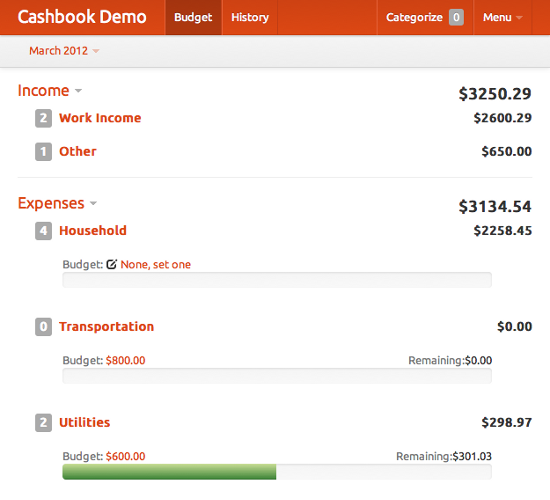 Cashbook Demo Budget History Categorize 0 Menu
March 2012
Income $3250.29
2 Work Income $2600.29
1 Other $650.00
Expenses $3134.54
4 Household $2258.45
Budget: None, set one
0 Transportation $0.00
Budget: $800.00 Remaining:$0.00
2 Utilities $298.97
Budget: $600.00 Remaining:$301.03